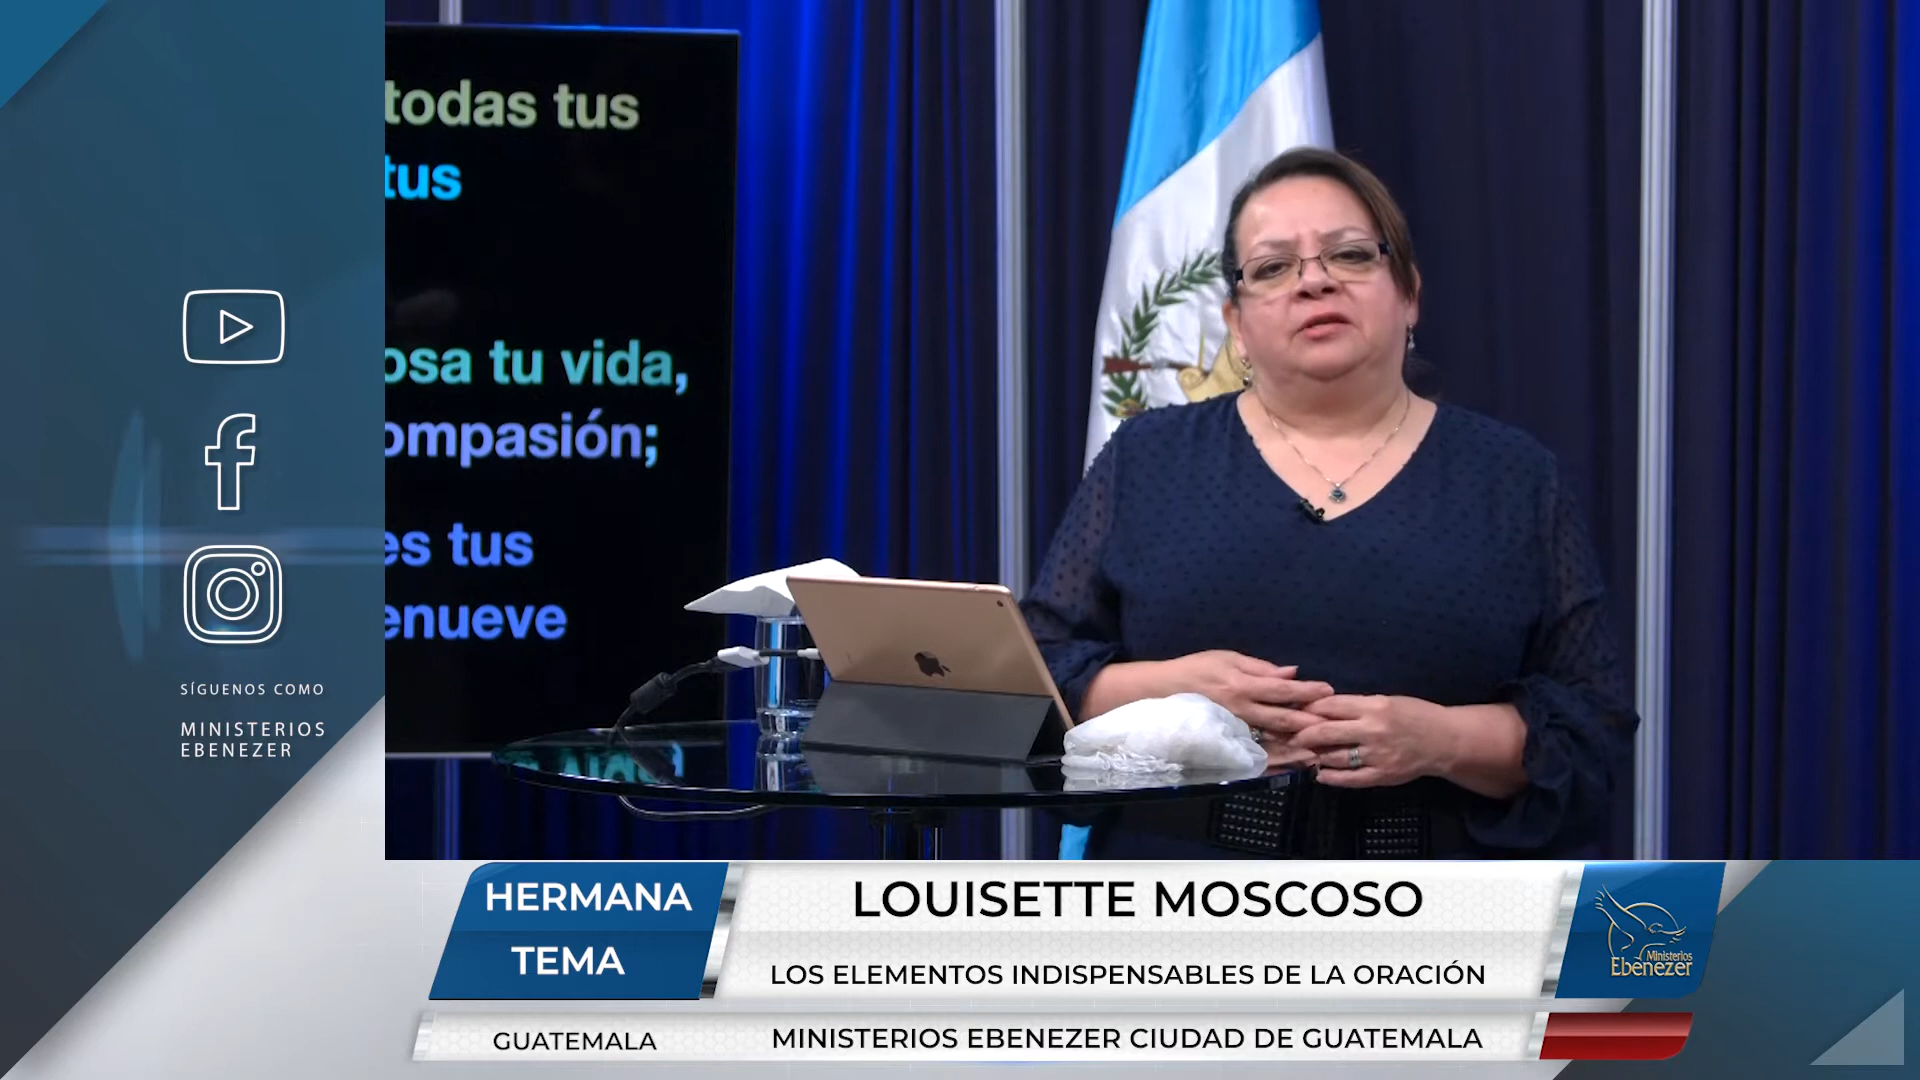 todas tus
tus
osa tu vida,
ompasión;
es tus
enueve
SÍGUENOS COMO
MINISTERIOS
EBENEZER
HERMANA
LOUISETTE MOSCOSO
TEMA
LOS ELEMENTOS INDISPENSABLES DE LA ORACIÓN
Ministerios
Ebenezer
GUATEMALA
MINISTERIOS EBENEZER CIUDAD DE GUATEMALA